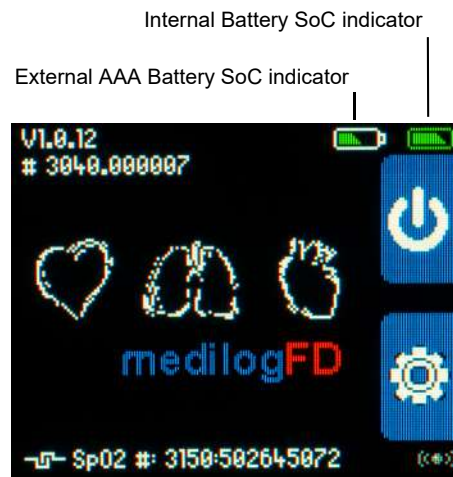 Internal Battery SoC indicator
External AAA Battery SoC indicator
V1.0.12
# 3040.000007
medilogFD
SpO2 #: 3150:502645072